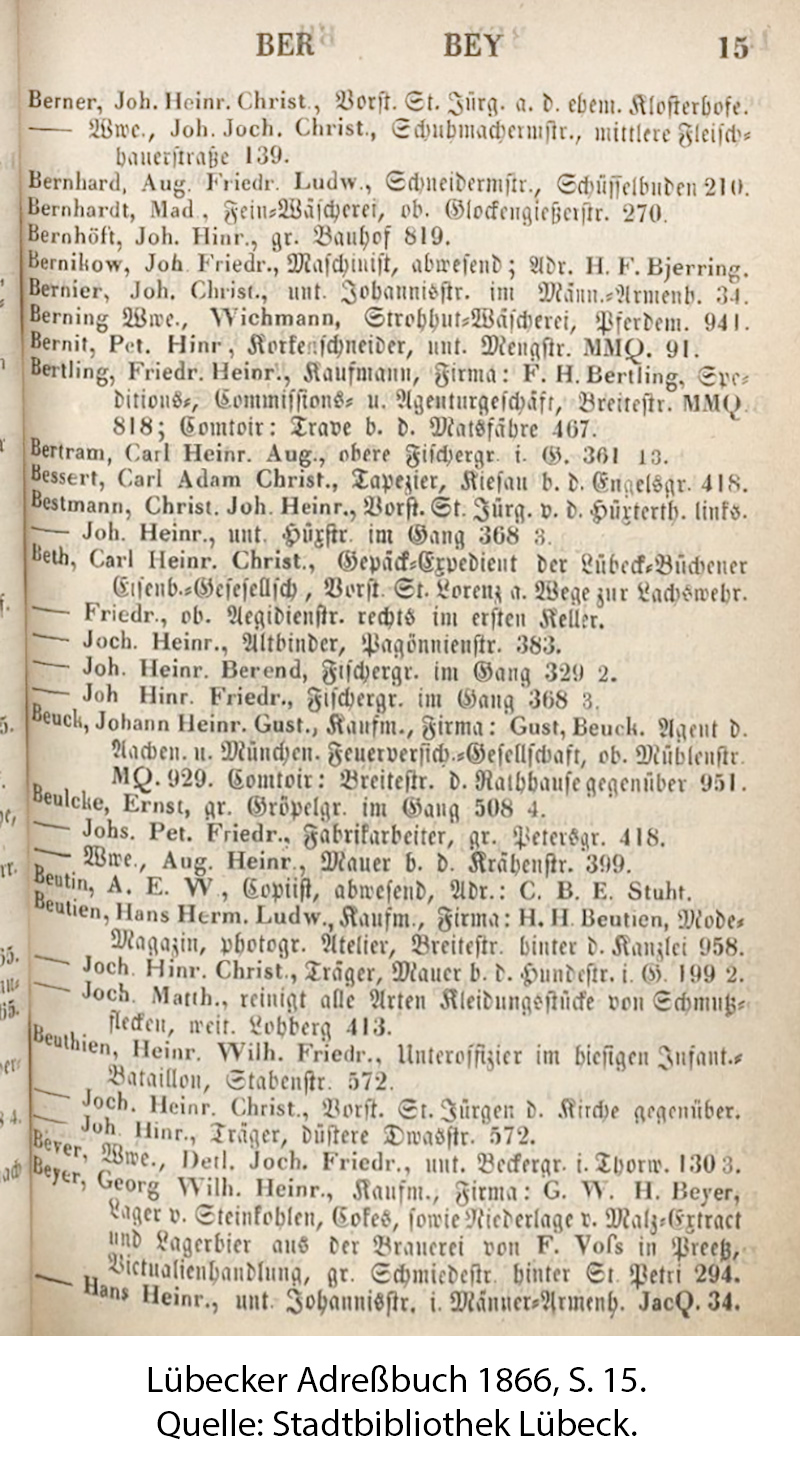 BER BEY 15
Berner, Joh. Heinr. Christ., Vorst. St. Jürg. a. d. ehem. Klosterhofe.
—— Wwe., Joh. Joch. Christ., Schuhmachermstr., mittlere Fleisch-
hauerstraße 139.
Bernhard, Aug. Friedr. Ludw., Schneidermstr., Schüsselbuden 210.
Bernhardt, Mad., Fein-Wäscherei, ob. Glockengießerstr. 270.
Bernhöft, Joh. Hinr., gr. Bauhof 819.
Bernikow, Joh. Friedr., Maschinist, abwesend; Adr. H. F. Bjerring.
Bernier, Joh. Christ., unt. Johannisstr. im Männ.-Armenh. 34.
Berning Wwe., Wichmann, Strohhut-Wäscherei, Pferdem. 941.
Bernit, Pet. Hinr., Korkenschneider, unt. Mengstr. MMQ. 91.
Bertling, Friedr. Heinr., Kaufmann, Firma: F. H. Bertling, Spe-
ditions-, Commissions- u. Agenturgeschäft, Breitestr. MMQ.
818; Comtoir: Trave b. d. Matsfähre 467.
Bertram, Carl Heinr. Aug., obere Fischergr. i. G. 361 13.
Bessert, Carl Adam Christ., Tapezier, Kiesau b. d. Engelsgr. 418.
Bestmann, Christ. Joh. Heinr., Vorst. St. Jürg. v. d. Hüxterth. links.
—— Joh. Heinr., unt. Hüxstr. im Gang 368 3.
Beth, Carl Heinr. Christ., Gepäck-Expedient der Lübeck-Büchener
Eisenb.-Gesesellsch., Vorst. St. Lorenz a. Wege zur Lachswehr.
—— Friedr., ob. Aegidienstr. rechts im ersten Keller.
—— Joch. Heinr., Altbinder, Pagönnienstr. 383.
—— Joh. Heinr. Berend, Fischergr. im Gang 329 2.
—— Joh Hinr. Friedr., Fischergr. im Gang 368 3.
Beuck, Johann Heinr. Gust., Kaufm., Firma: Gust, Beuck. Agent d.
Aachen. u. München. Feuerversich.-Gesellschaft, ob. Mühlenstr.
MQ. 929. Comtoir: Breitestr. d. Rathhause gegenüber 951.
Beulcke, Ernst, gr. Gröpelgr. im Gang 508 4.
—— Johs. Pet. Friedr., Fabrikarbeiter, gr. Petersgr. 418.
—— Wwe., Aug. Heinr., Mauer b. d. Krähenstr. 399.
Beutin, A. E. W., Copiist, abwesend, Adr.: C. B. E. Stuht.
Beutien, Hans Herm. Ludw., Kaufm., Firma: H. H. Beutien, Mode-
Magazin, photogr. Atelier, Breitestr. hinter d. Kanzlei 958.
—— Joch. Hinr. Christ., Träger, Mauer b. d. Hundestr. i. G. 199 2.
—— Joch. Matth., reinigt alle Arten Kleidungsstücke von Schmutz-
flecken, weit. Lohberg 413.
Beuthien, Heinr. Wilh. Friedr., Unteroffizier im hiesigen Infant.-
Bataillon, Stabenstr. 572.
—— Joch. Heinr. Christ., Vorst. St. Jürgen d. Kirche gegenüber.
—— Joh. Hinr., Träger, düstere Dwasstr. 572.
Beyer, Wwe., Detl. Joch. Friedr., unt. Beckergr. i. Thorw. 130 3.
Beyer, Georg Wilh. Heinr., Kaufm., Firma: G. W. H. Beyer,
Lager v. Steinkohlen, Cokes, sowie Niederlage v. Malz-Extract
und Lagerbier aus der Brauerei von F. Voss in Preetz,
Victualienhandlung, gr. Schmiedestr. hinter St. Petri 294.
—— Hans Heinr., unt. Johannisstr. i. Männer-Armenh. JacQ. 34.
Lübecker Adreßbuch 1866, S. 15.
Quelle: Stadtbibliothek Lübeck.